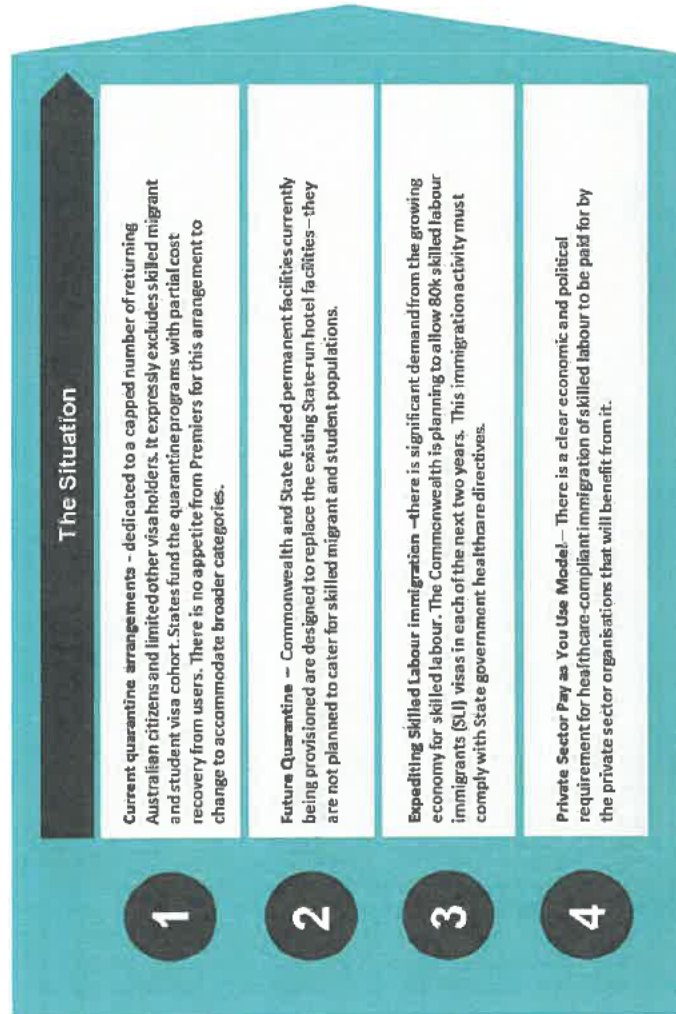 The Situation
1
Current quarantine arrangements - dedicated to a capped number of returning
Australian citizens and limited other visa holders. It expressly excludes skilled migrant
and student visa cohort. States fund the quarantine programs with partial cost
recovery from users. There is no appetite from Premiers for this arrangement to
change to accommodate broader categories.
2
Future Quarantine – Commonwealth and State funded permanent facilities currently
being provisioned are designed to replace the existing State-run hotel facilities – they
are not planned to cater for skilled migrant and student populations.
3
Expediting Skilled Labour immigration – there is significant demand from the growing
economy for skilled labour. The Commonwealth is planning to allow 80k skilled labour
immigrants (SLI) visas in each of the next two years. This immigration activity must
comply with State government healthcare directives.
4
Private Sector Pay as You Use Model – There is a clear economic and political
requirement for healthcare-compliant immigration of skilled labour to be paid for by
the private sector organisations that will benefit from it.